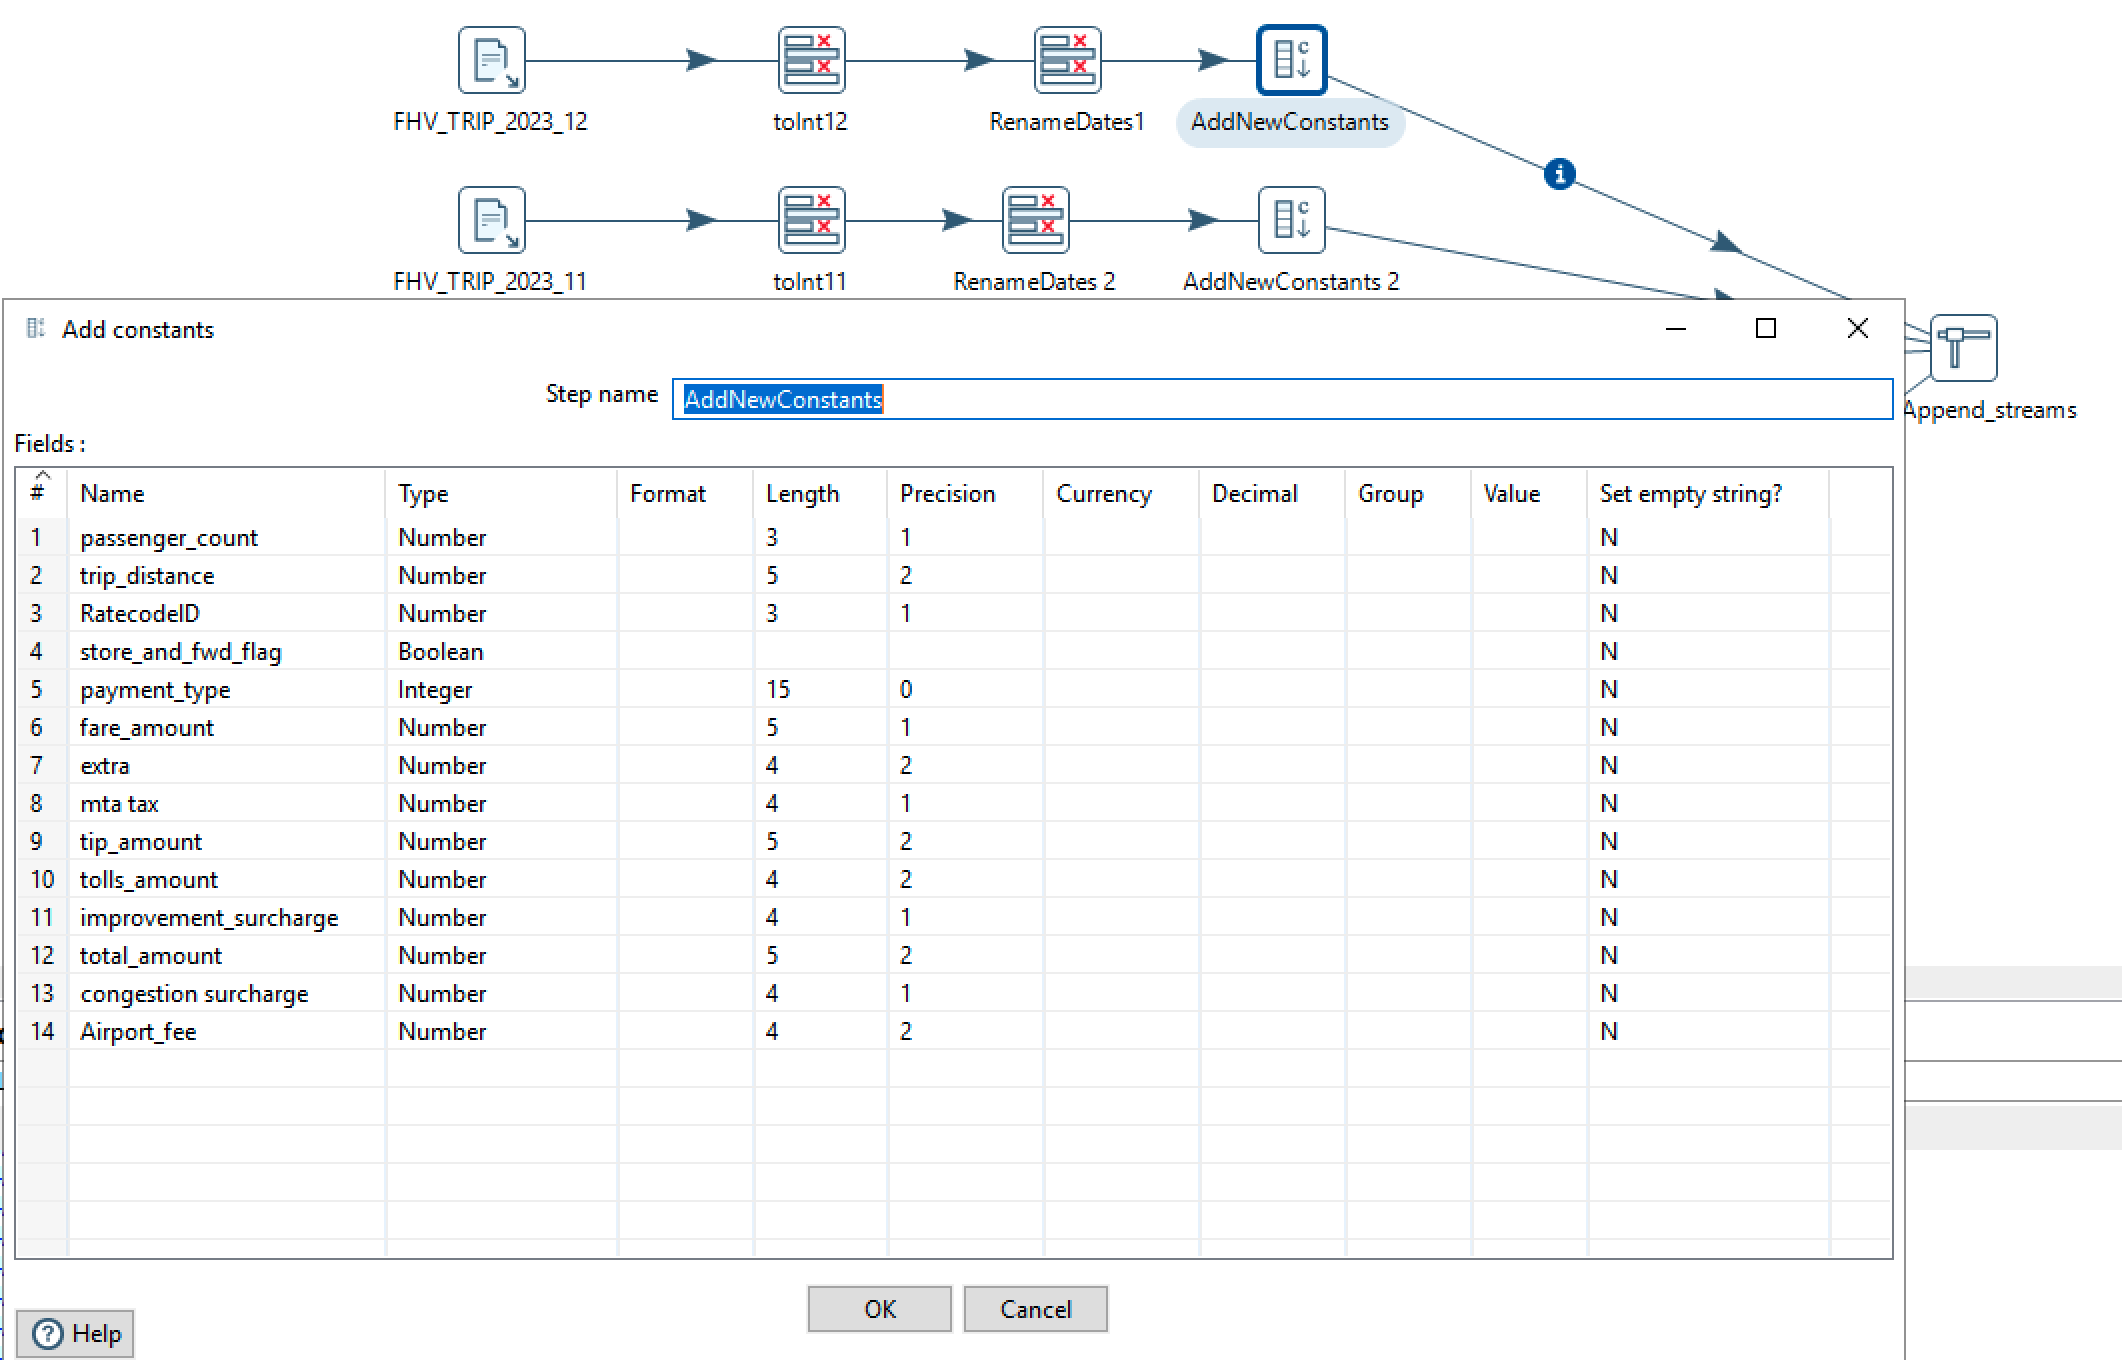 FHV_TRIP_2023_12 toInt12 RenameDates1 AddNewConstants
FHV_TRIP_2023_11 toInt11 RenameDates 2 AddNewConstants 2
Append_streams
Add constants
Step name AddNewConstants
Fields :
# Name Type Format Length Precision Currency Decimal Group Value Set empty string?
1 passenger_count Number 3 1 N
2 trip_distance Number 5 2 N
3 RatecodeID Number 3 1 N
4 store_and_fwd_flag Boolean N
5 payment_type Integer 15 0 N
6 fare_amount Number 5 1 N
7 extra Number 4 2 N
8 mta tax Number 4 1 N
9 tip_amount Number 5 2 N
10 tolls_amount Number 4 2 N
11 improvement_surcharge Number 4 1 N
12 total_amount Number 5 2 N
13 congestion surcharge Number 4 1 N
14 Airport_fee Number 4 2 N
OK Cancel
Help